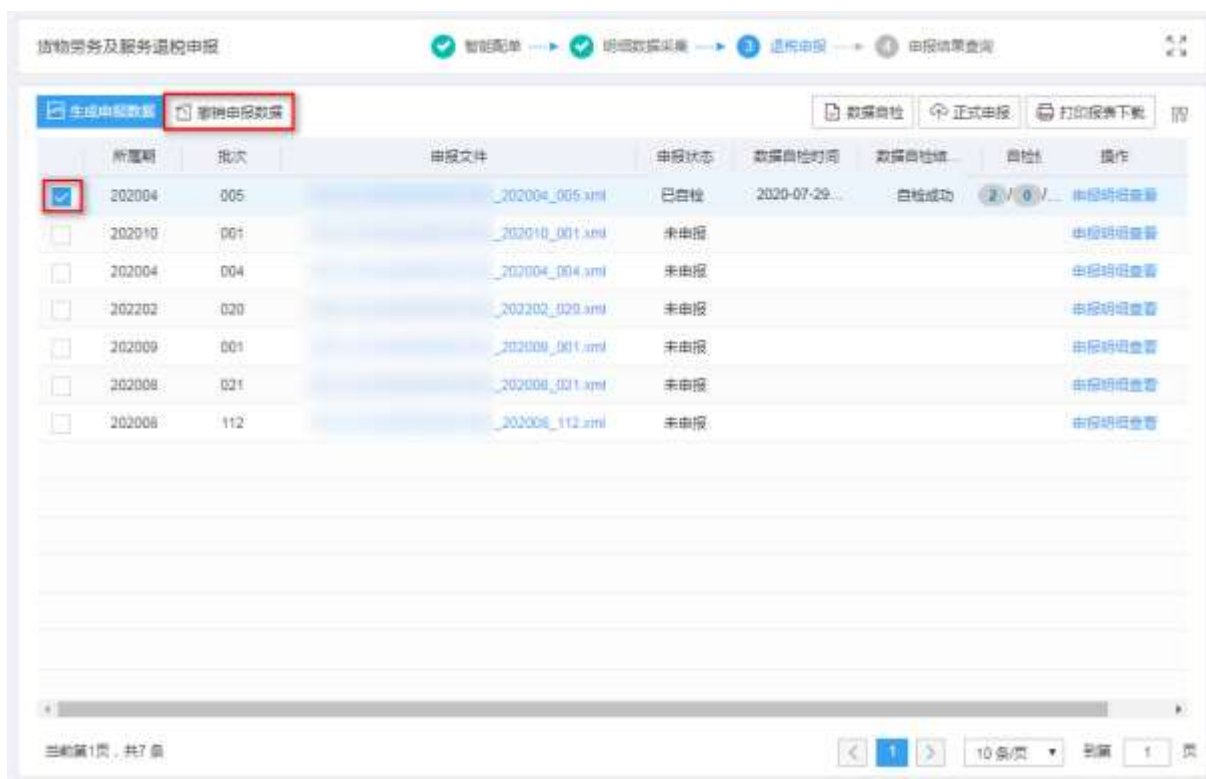 货物劳务及服务退税申报 智能配单 明细数据采集 3 退税申报 4 申报结果查询
生成申报数据 撤销申报数据 数据自检 正式申报 打印报表下载
所属期 批次 申报文件 申报状态 数据自检时间 数据自检结... 自检 操作
202004 005 _202004_005.xml 已自检 2020-07-29... 自检成功 2 / 0 /... 申报明细查看
202010 001 _202010_001.xml 未申报 申报明细查看
202004 004 _202004_004.xml 未申报 申报明细查看
202202 020 _202202_020.xml 未申报 申报明细查看
202009 001 _202009_001.xml 未申报 申报明细查看
202008 021 _202008_021.xml 未申报 申报明细查看
202008 112 _202008_112.xml 未申报 申报明细查看
当前第1页，共7 条 1 10 条/页 到第 1 页